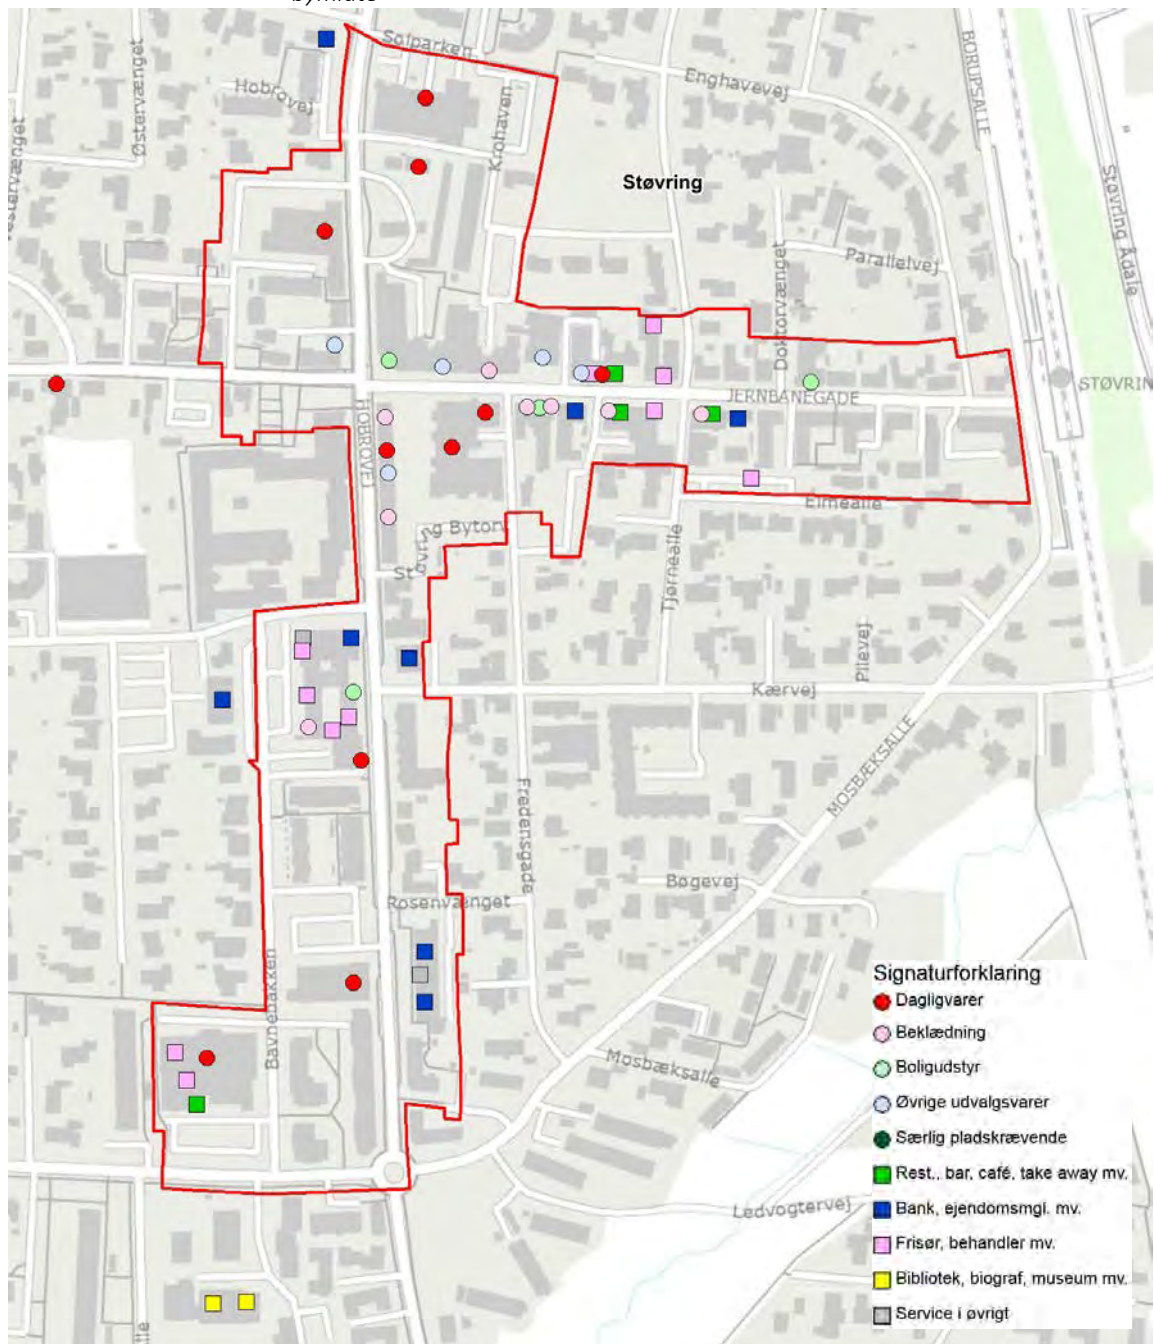 Solparken
Enghavevej
BORUPSALLE
Østervænget
Hobrovej
Krohaven
Støvring
Støvring Ådale
Parallelvej
Doktorvænget
STØVRIN
JERNBANEGADE
HOBROVEJ
Elmealle
Støvring Bytorv
Tjørnealle
Pilevej
Kærvej
MOSBÆKSALLE
Fredensgade
Bøgevej
Rosenvænget
Bavnebakken
Mosbæksalle
Ledvogtervej
Signaturforklaring
Dagligvarer
Beklædning
Boligudstyr
Øvrige udvalgsvarer
Særlig pladskrævende
Rest., bar, café, take away mv.
Bank, ejendomsmgl. mv.
Frisør, behandler mv.
Bibliotek, biograf, museum mv.
Service i øvrigt